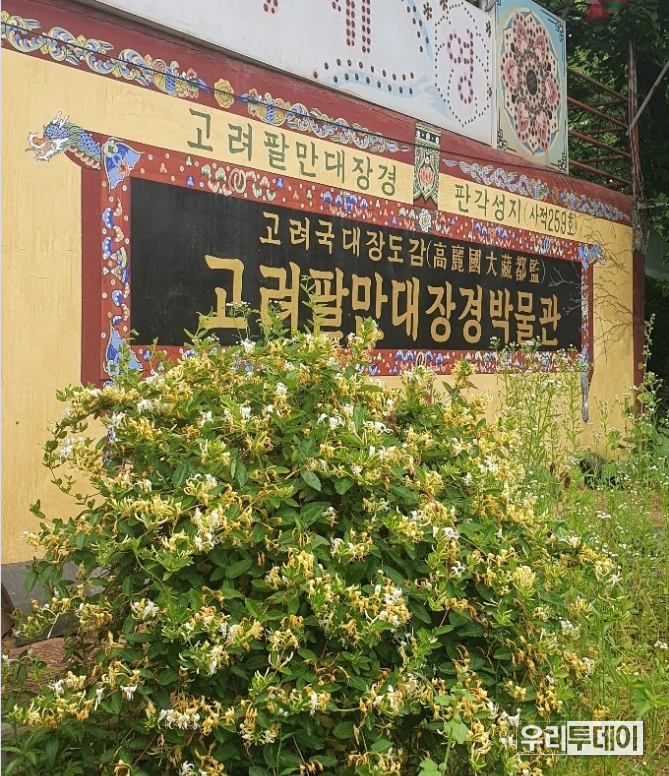 영
고려팔만대장경
판각성지(사적259호)
고려국대장도감(高麗國大藏都監)
고려팔만대장경박물관
우리투데이